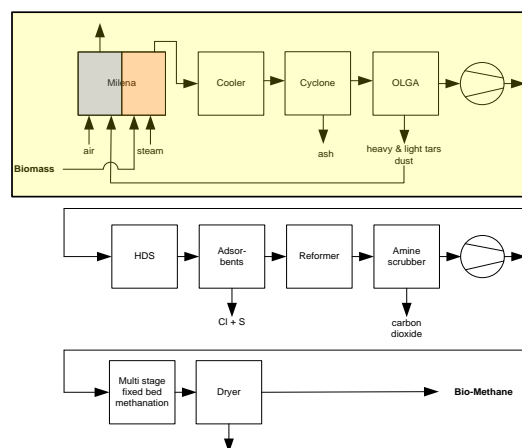 Milena
Cooler
Cyclone
OLGA
air
steam
ash
heavy & light tars
dust
Biomass
HDS
Adsor-
bents
Reformer
Amine
scrubber
Cl + S
carbon
dioxide
Multi stage
fixed bed
methanation
Dryer
Bio-Methane